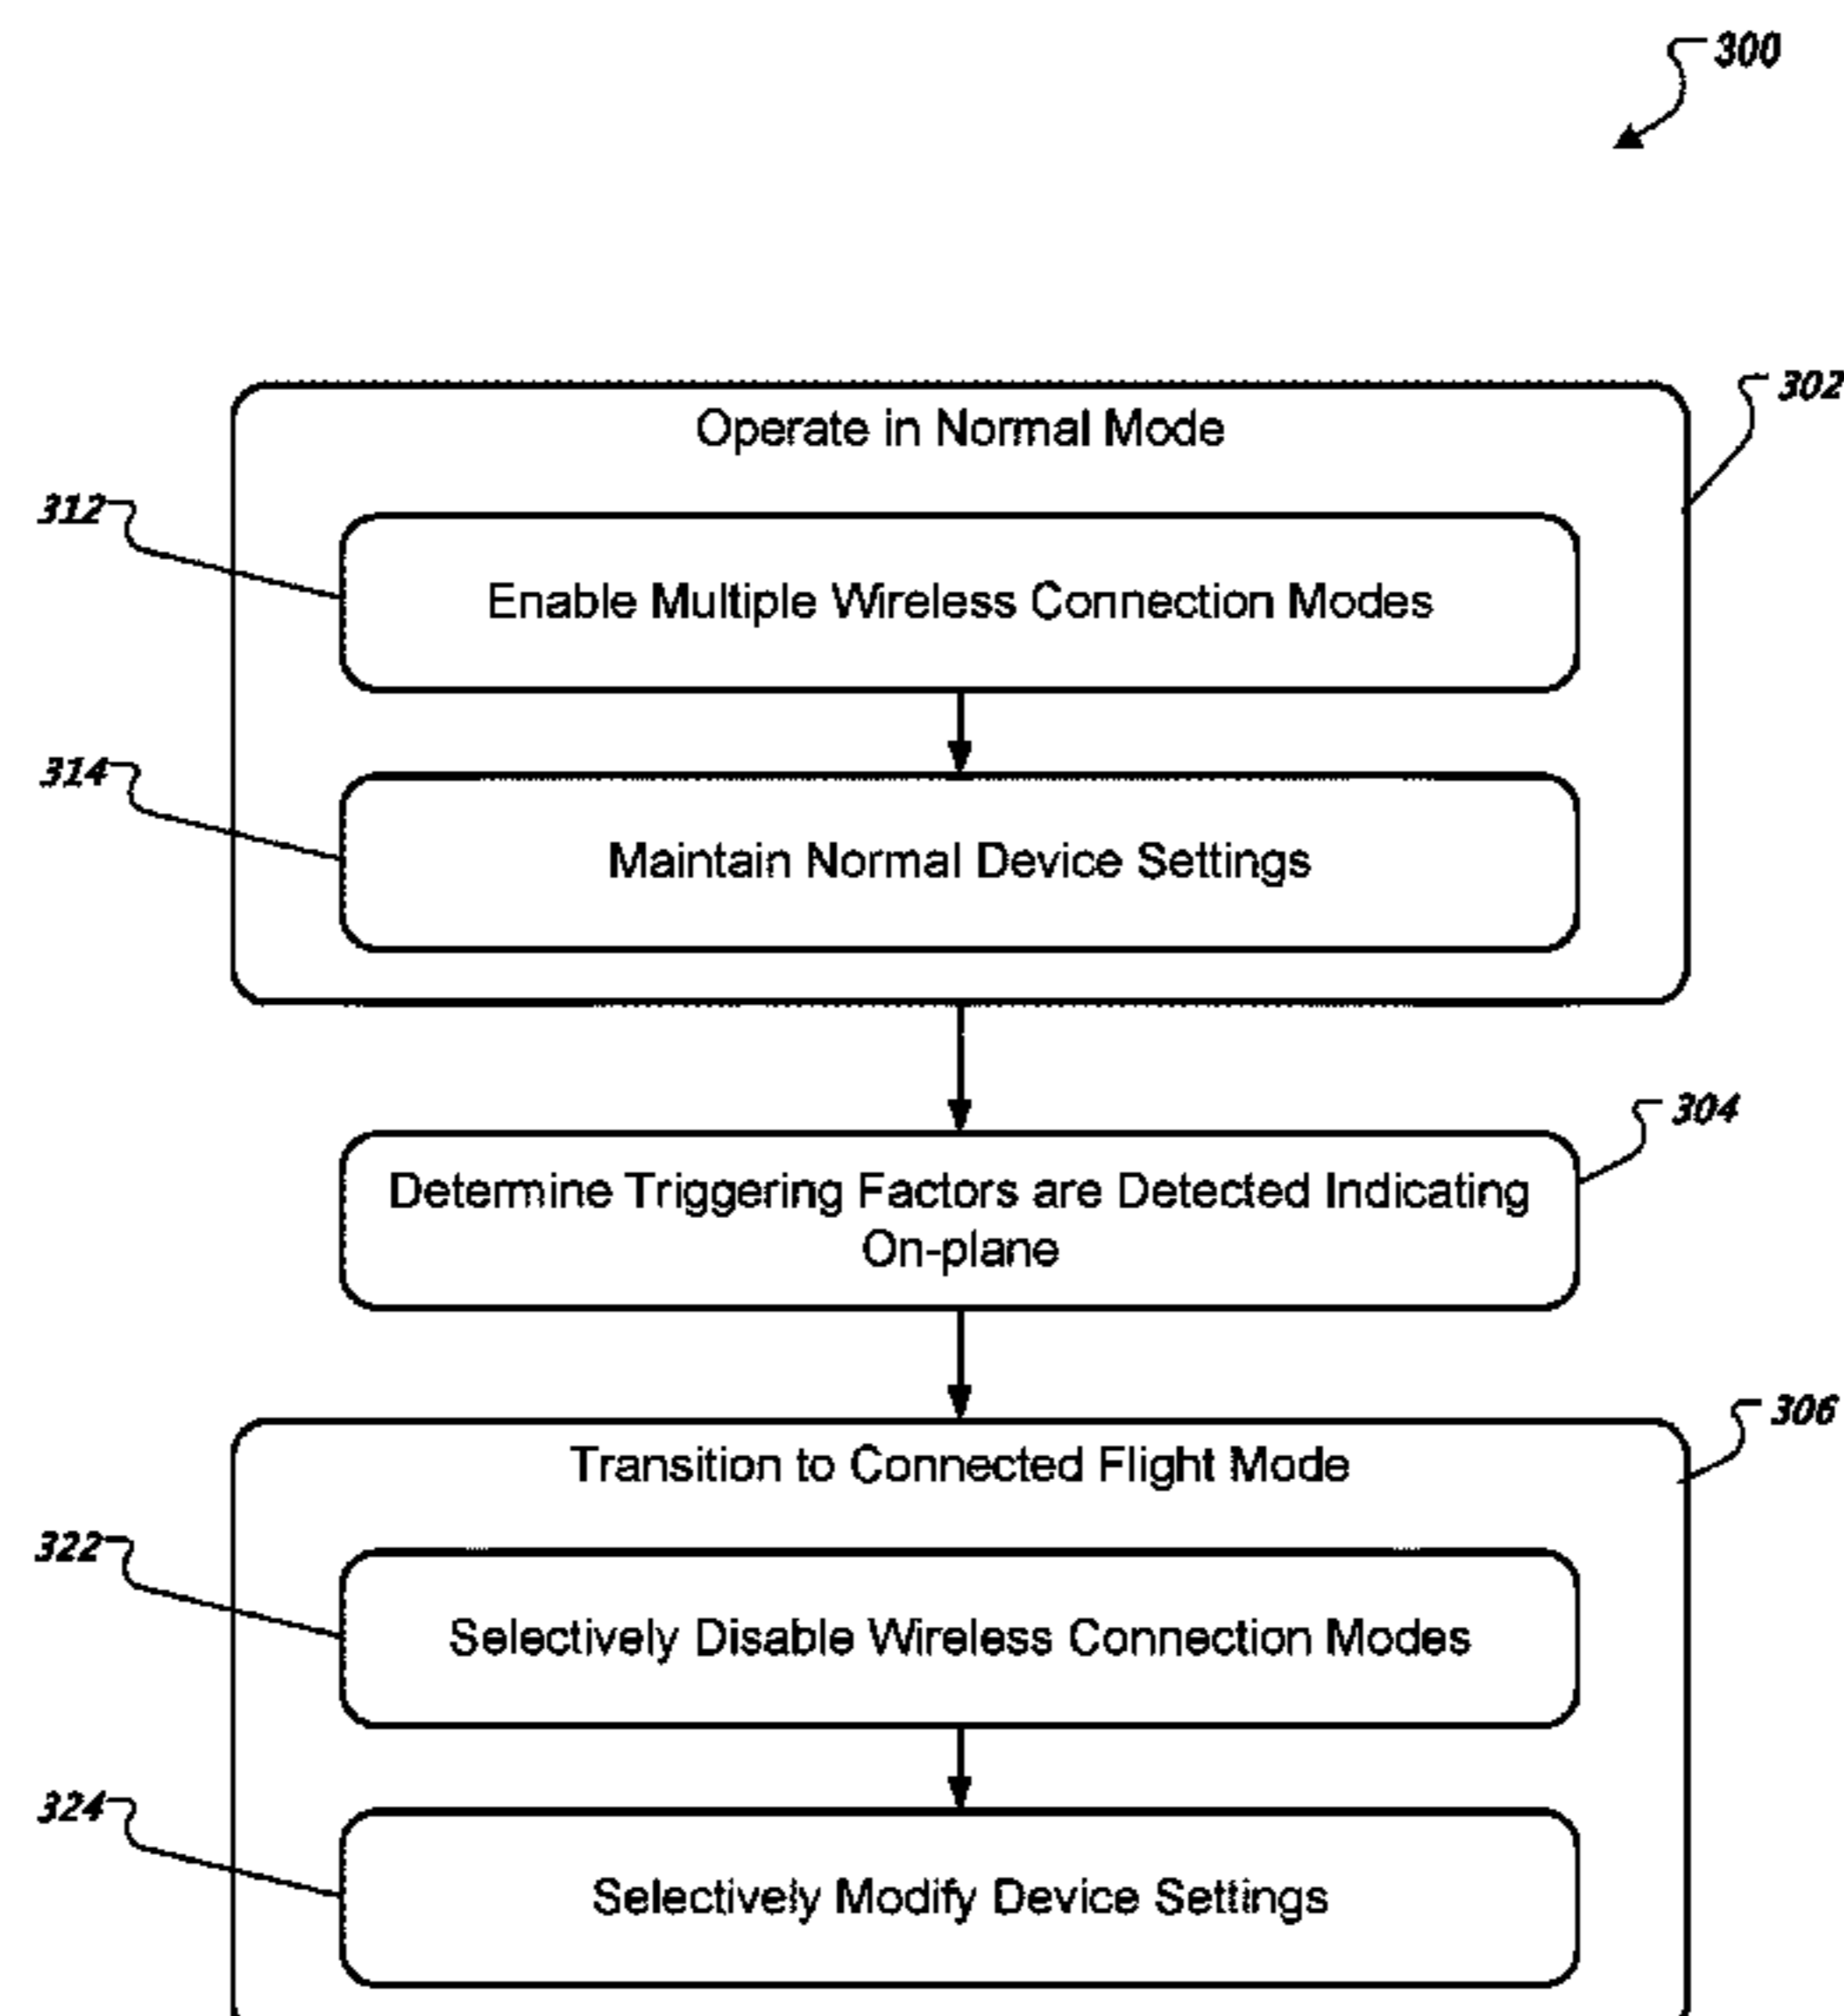 300
302
Operate in Normal Mode
312
Enable Multiple Wireless Connection Modes
314
Maintain Normal Device Settings
304
Determine Triggering Factors are Detected Indicating
On-plane
306
Transition to Connected Flight Mode
322
Selectively Disable Wireless Connection Modes
324
Selectively Modify Device Settings